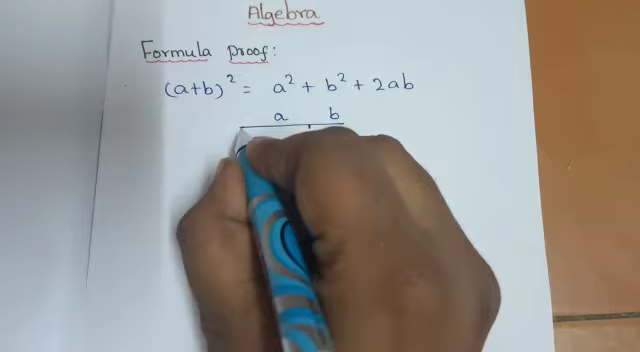 Algebra
Formula proof:
(a+b)² = a² + b² + 2ab
a b